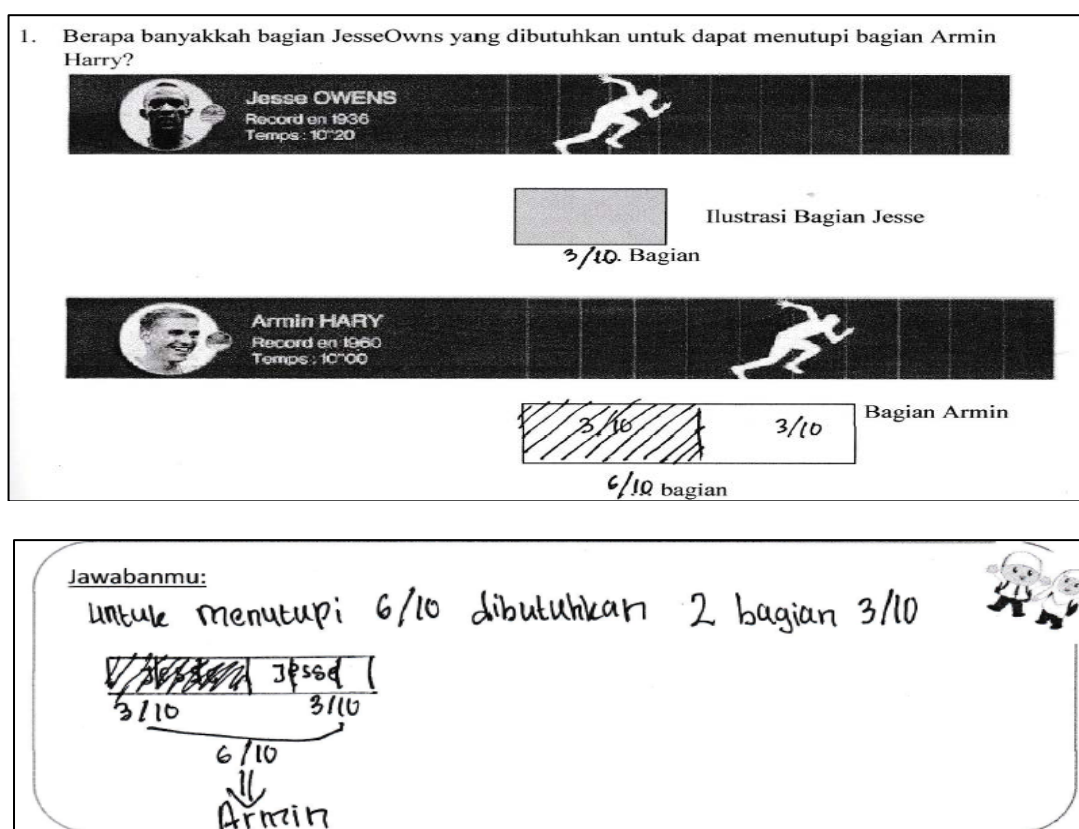 1. Berapa banyakkah bagian JesseOwns yang dibutuhkan untuk dapat menutupi bagian Armin
Harry?
Jesse OWENS
Record en 1936
Temps : 10"20
Ilustrasi Bagian Jesse
3/10. Bagian
Armin HARY
Record en 1960
Temps : 10"00
3/10 3/10 Bagian Armin
6/10 bagian
Jawabanmu:
untuk menutupi 6/10 dibutuhkan 2 bagian 3/10
Jesse Jesse
3/10 3/10
6/10
Armin